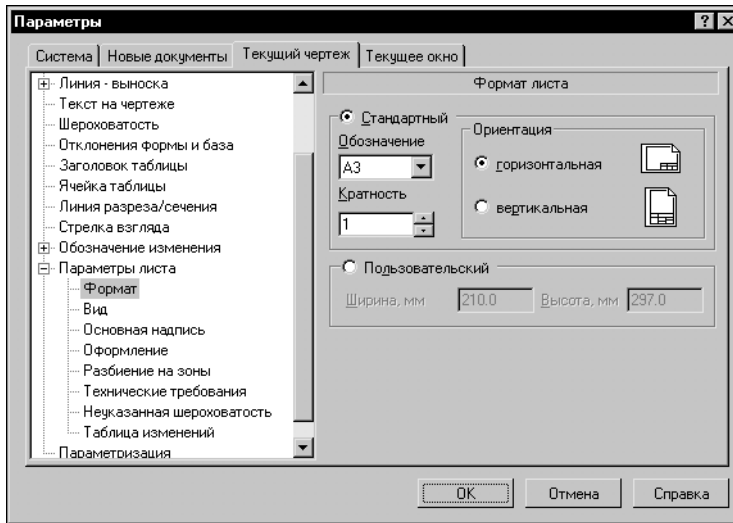 Параметры
Система
Новые документы
Текущий чертеж
Текущее окно
Линия - выноска
Текст на чертеже
Шероховатость
Отклонения формы и база
Заголовок таблицы
Ячейка таблицы
Линия разреза/сечения
Стрелка взгляда
Обозначение изменения
Параметры листа
Формат
Вид
Основная надпись
Оформление
Разбиение на зоны
Технические требования
Неуказанная шероховатость
Таблица изменений
Параметризация
Формат листа
Стандартный
Обозначение
А3
Кратность
1
Ориентация
горизонтальная
вертикальная
Пользовательский
Ширина, мм 210.0 Высота, мм 297.0
OK Отмена Справка